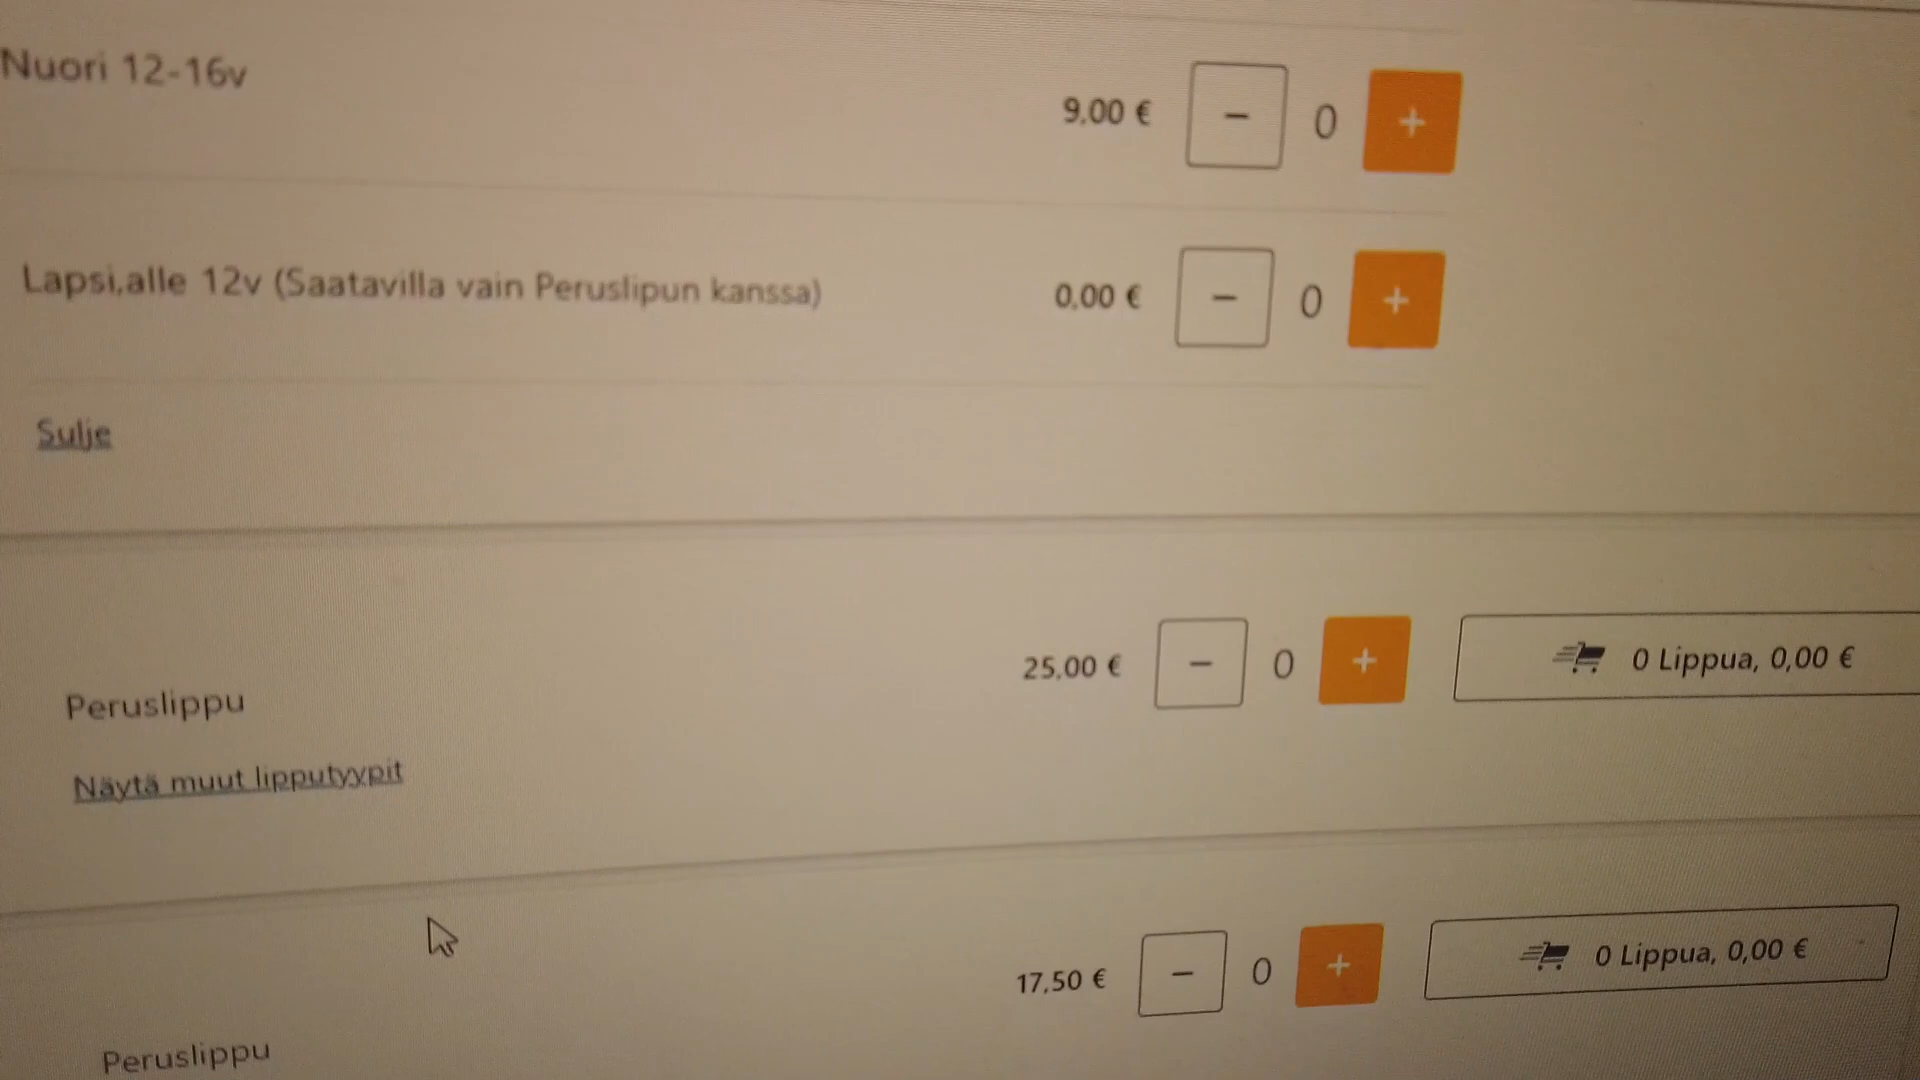 Nuori 12-16v
9,00 € − 0 +
Lapsi,alle 12v (Saatavilla vain Peruslipun kanssa)
0,00 € − 0 +
Sulje
25,00 € − 0 + 0 Lippua, 0,00 €
Peruslippu
Näytä muut lipputyypit
17,50 € − 0 + 0 Lippua, 0,00 €
Peruslippu